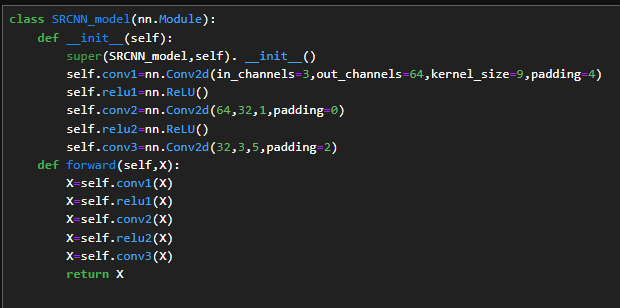 class SRCNN_model(nn.Module):
    def __init__(self):
        super(SRCNN_model,self). __init__()
        self.conv1=nn.Conv2d(in_channels=3,out_channels=64,kernel_size=9,padding=4)
        self.relu1=nn.ReLU()
        self.conv2=nn.Conv2d(64,32,1,padding=0)
        self.relu2=nn.ReLU()
        self.conv3=nn.Conv2d(32,3,5,padding=2)
    def forward(self,X):
        X=self.conv1(X)
        X=self.relu1(X)
        X=self.conv2(X)
        X=self.relu2(X)
        X=self.conv3(X)
        return X